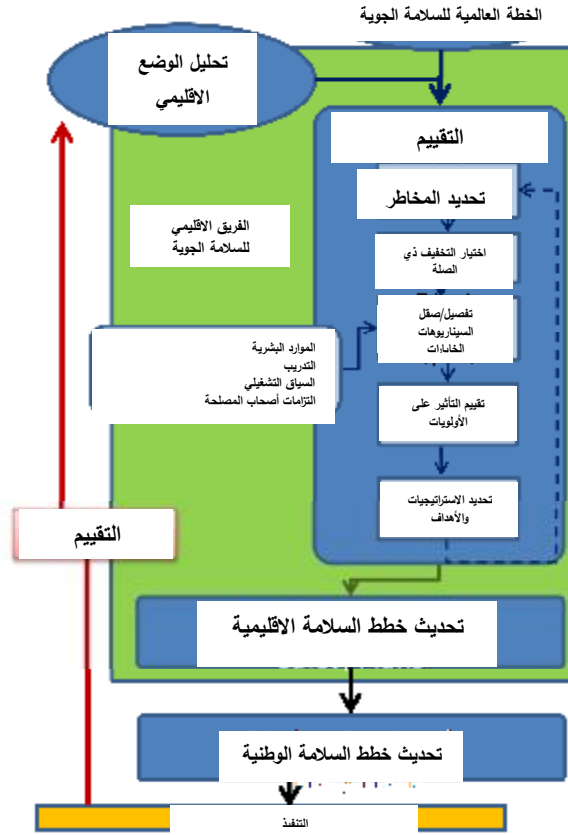 الخطة العالمية للسلامة الجوية
تحليل الوضع
الاقليمي
التقييم
تحديد المخاطر
الفريق الاقليمي
للسلامة الجوية
اختيار التخفيف ذي
الصلة
تفصيل/صقل
السيناريوهات
الموارد البشرية
التدريب
السياق التشغيلي
التزامات أصحاب المصلحة
تقييم التأثير على
الأولويات
تحديد الاستراتيجيات
والأهداف
التقييم
تحديث خطط السلامة الاقليمية
تحديث خطط السلامة الوطنية
التنفيذ